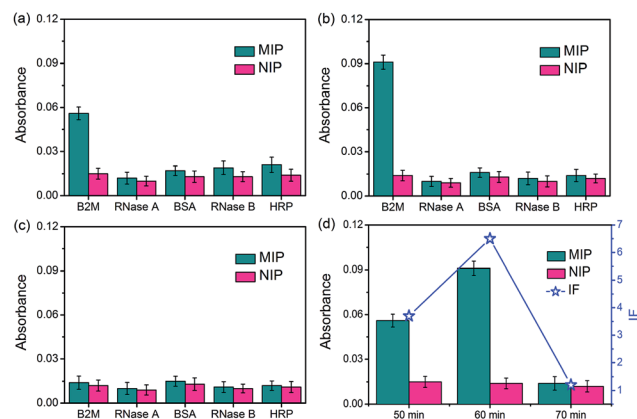 (a)
0.12
0.09
0.06
0.03
0.00
Absorbance
MIP
NIP
B2M RNase A BSA RNase B HRP
(b)
0.12
0.09
0.06
0.03
0.00
Absorbance
MIP
NIP
B2M RNase A BSA RNase B HRP
(c)
0.12
0.09
0.06
0.03
0.00
Absorbance
MIP
NIP
B2M RNase A BSA RNase B HRP
(d)
0.12
0.09
0.06
0.03
0.00
Absorbance
MIP
NIP
IF
7
6
5
4
3
2
1
IF
50 min 60 min 70 min